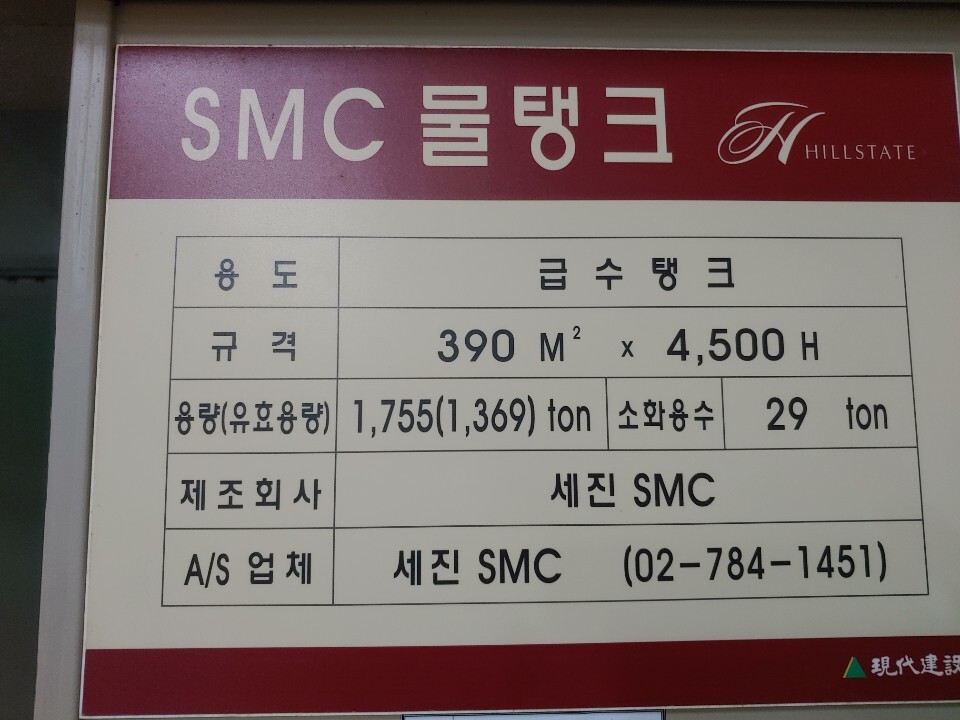 SMC 물탱크
HILLSTATE
용 도 급 수 탱 크
규 격 390 M² x 4,500 H
용량(유효용량) 1,755(1,369) ton 소화용수 29 ton
제 조 회 사 세진 SMC
A/S 업 체 세진 SMC (02-784-1451)
現代建設